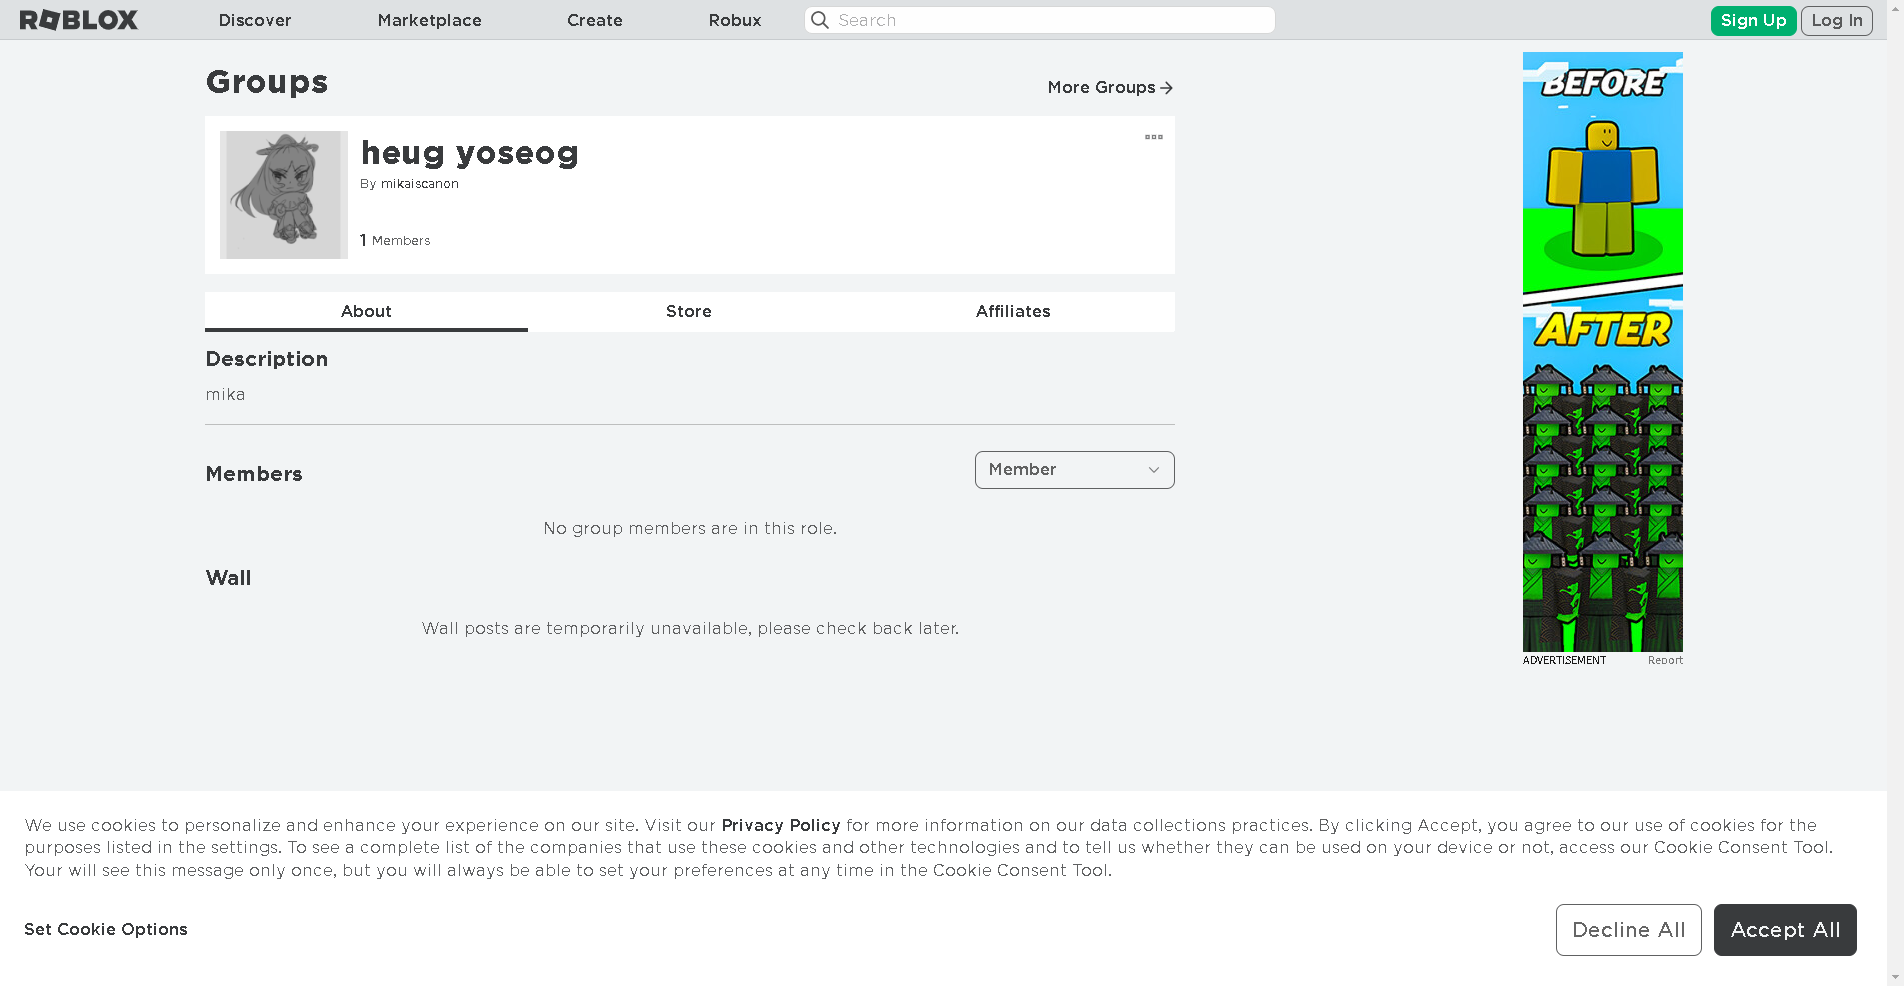 ROBLOX
Discover
Marketplace
Create
Robux
Search
Sign Up
Log In
Groups
More Groups
heug yoseog
By mikaiscanon
1 Members
About
Store
Affiliates
Description
mika
Members
Member
No group members are in this role.
Wall
Wall posts are temporarily unavailable, please check back later.
BEFORE
AFTER
ADVERTISEMENT
Report
We use cookies to personalize and enhance your experience on our site. Visit our Privacy Policy for more information on our data collections practices. By clicking Accept, you agree to our use of cookies for the
purposes listed in the settings. To see a complete list of the companies that use these cookies and other technologies and to tell us whether they can be used on your device or not, access our Cookie Consent Tool.
Your will see this message only once, but you will always be able to set your preferences at any time in the Cookie Consent Tool.
Set Cookie Options
Decline All
Accept All